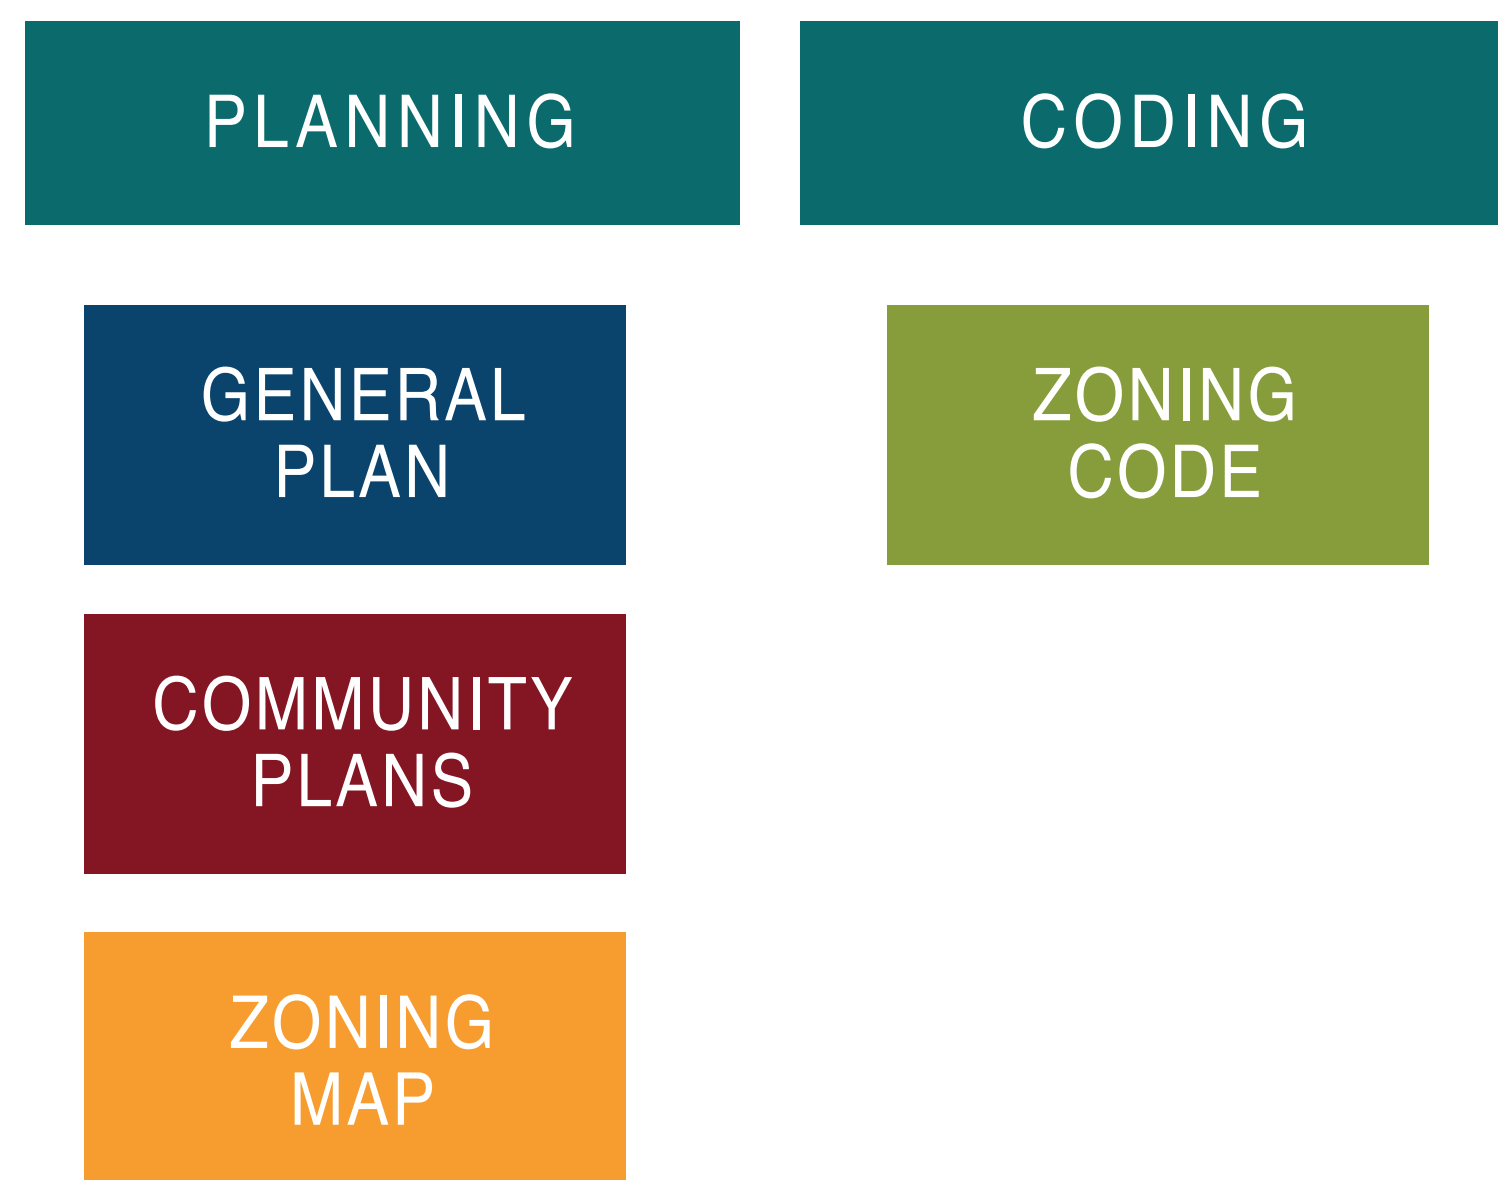 PLANNING
CODING
GENERAL
PLAN
ZONING
CODE
COMMUNITY
PLANS
ZONING
MAP